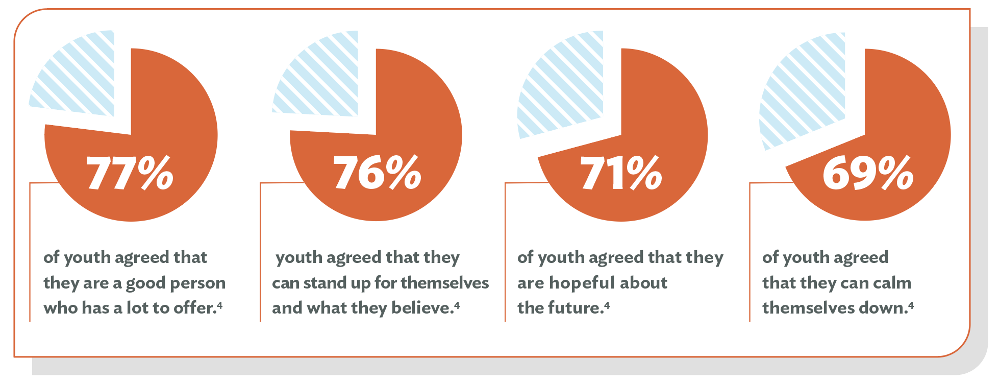 77%
of youth agreed that
they are a good person
who has a lot to offer.⁴
76%
youth agreed that they
can stand up for themselves
and what they believe.⁴
71%
of youth agreed that they
are hopeful about
the future.⁴
69%
of youth agreed
that they can calm
themselves down.⁴